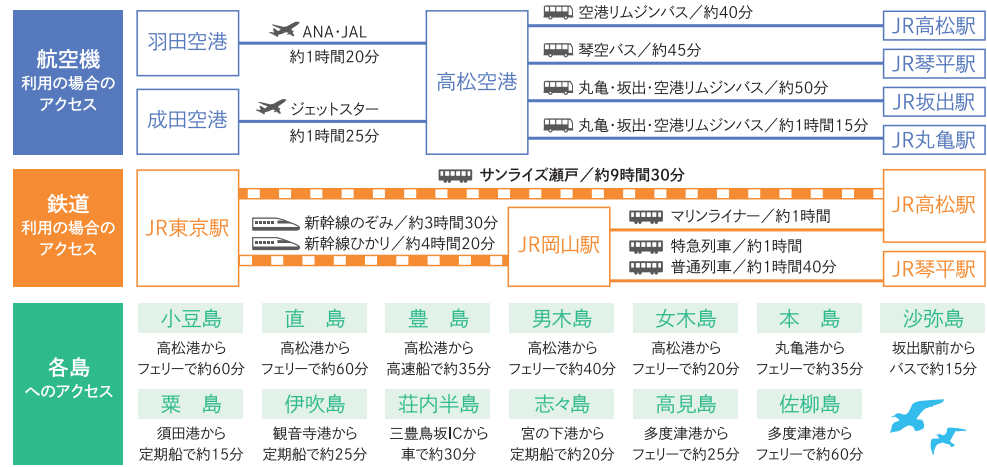 航空機
利用の場合の
アクセス
羽田空港
ANA・JAL
約1時間20分
成田空港
ジェットスター
約1時間25分
高松空港
空港リムジンバス／約40分
JR高松駅
琴空バス／約45分
JR琴平駅
丸亀・坂出・空港リムジンバス／約50分
JR坂出駅
丸亀・坂出・空港リムジンバス／約1時間15分
JR丸亀駅
鉄道
利用の場合の
アクセス
JR東京駅
サンライズ瀬戸／約9時間30分
新幹線のぞみ／約3時間30分
新幹線ひかり／約4時間20分
JR岡山駅
マリンライナー／約1時間
JR高松駅
特急列車／約1時間
普通列車／約1時間40分
JR琴平駅
各島
へのアクセス
小豆島
高松港から
フェリーで約60分
直　島
高松港から
フェリーで約60分
豊　島
高松港から
高速船で約35分
男木島
高松港から
フェリーで約40分
女木島
高松港から
フェリーで約20分
本　島
丸亀港から
フェリーで約35分
沙弥島
坂出駅前から
バスで約15分
粟　島
須田港から
定期船で約15分
伊吹島
観音寺港から
定期船で約25分
荘内半島
三豊鳥坂ICから
車で約30分
志々島
宮の下港から
定期船で約20分
高見島
多度津港から
フェリーで約25分
佐柳島
多度津港から
フェリーで約60分